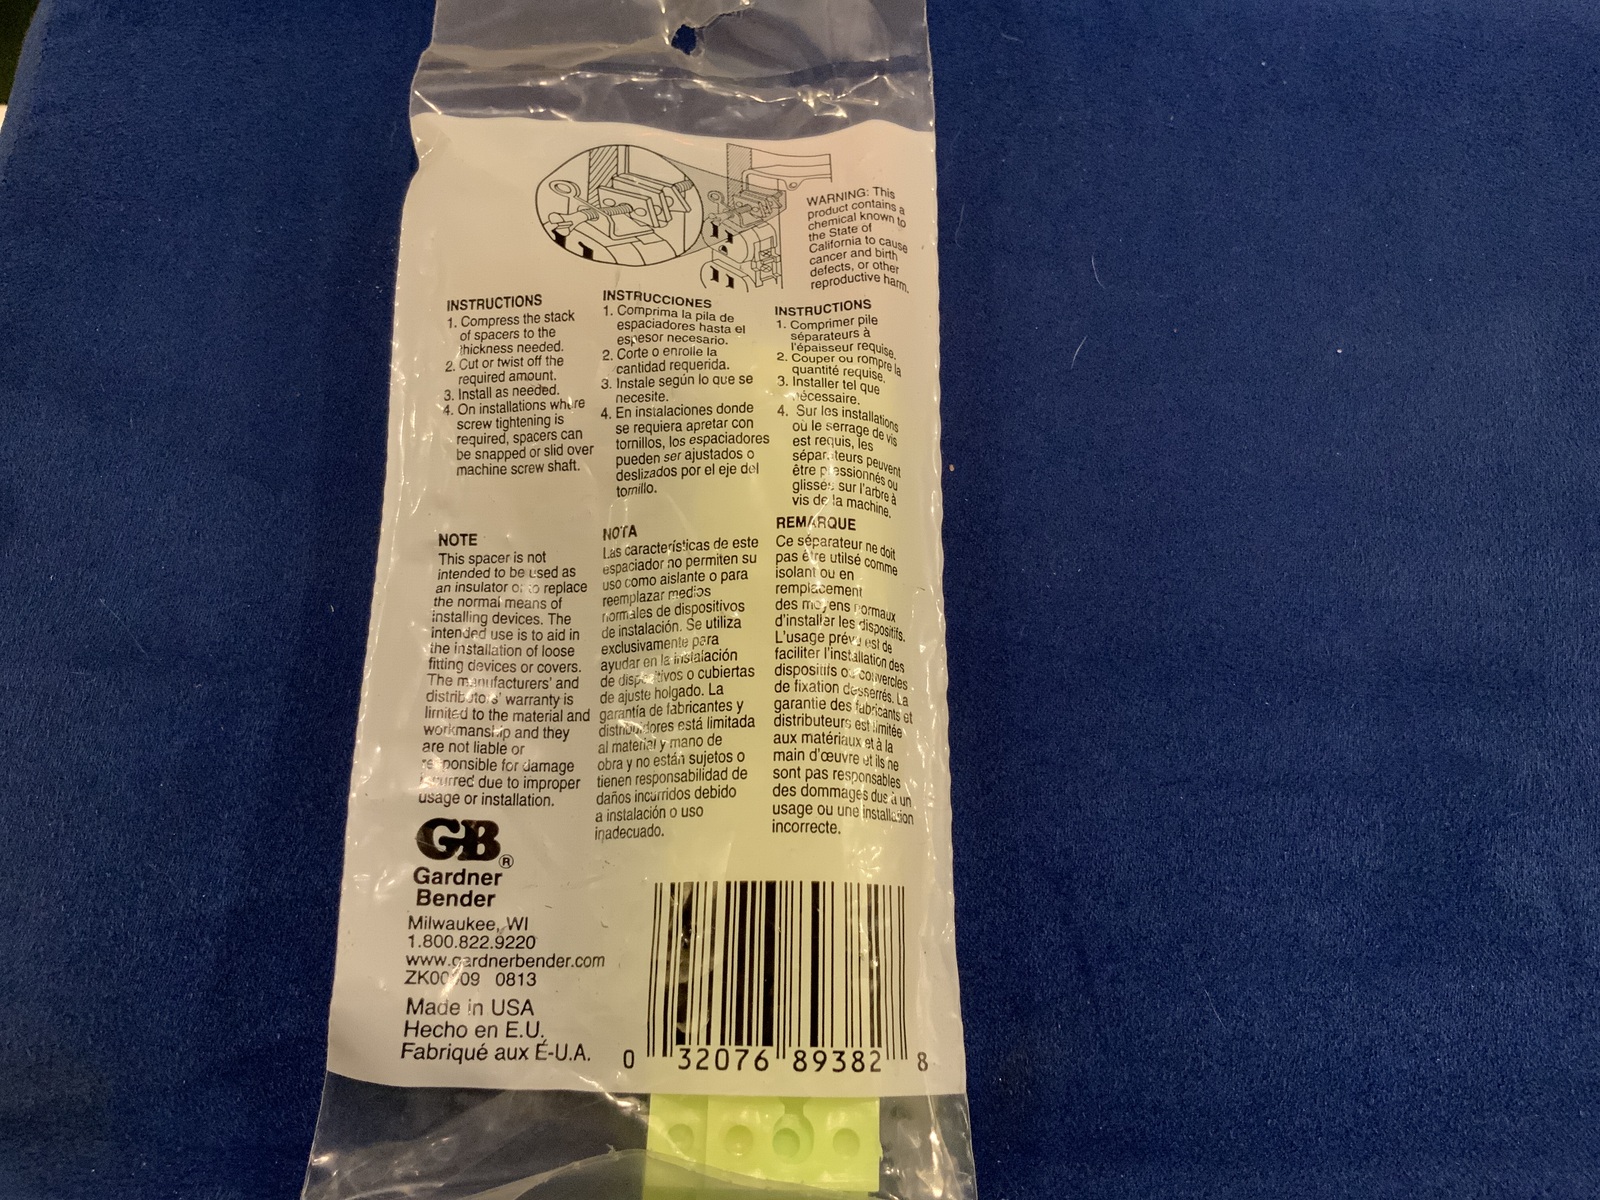 WARNING: This
product contains a
chemical known to
the State of
California to cause
cancer and birth
defects, or other
reproductive harm.
INSTRUCTIONS
1. Compress the stack
of spacers to the
thickness needed.
2. Cut or twist off the
required amount.
3. Install as needed.
4. On installations where
screw tightening is
required, spacers can
be snapped or slid over
machine screw shaft.
INSTRUCCIONES
1. Comprima la pila de
espaciadores hasta el
espesor necesario.
2. Corte o enrolle la
cantidad requerida.
3. Instale según lo que se
necesite.
4. En instalaciones donde
se requiera apretar con
tornillos, los espaciadores
pueden ser ajustados o
deslizados por el eje del
tornillo.
INSTRUCTIONS
1. Comprimer pile
séparateurs à
l'épaisseur requise.
2. Couper ou rompre la
quantité requise.
3. Installer tel que
nécessaire.
4. Sur les installations
où le serrage de vis
est requis, les
séparateurs peuvent
être pressionnés ou
glissés sur l'arbre à
vis de la machine.
NOTE
This spacer is not
intended to be used as
an insulator or to replace
the normal means of
installing devices. The
intended use is to aid in
the installation of loose
fitting devices or covers.
The manufacturers' and
distributors' warranty is
limited to the material and
workmanship and they
are not liable or
responsible for damage
incurred due to improper
usage or installation.
NOTA
Las características de este
espaciador no permiten su
uso como aislante o para
reemplazar medios
normales de dispositivos
de instalación. Se utiliza
exclusivamente para
ayudar en la instalación
de dispositivos o cubiertas
de ajuste holgado. La
garantía de fabricantes y
distribuidores está limitada
al material y mano de
obra y no están sujetos o
tienen responsabilidad de
daños incurridos debido
a instalación o uso
inadecuado.
REMARQUE
Ce séparateur ne doit
pas être utilsé comme
isolant ou en
remplacement
des moyens normaux
d'installer les dispositifs.
L'usage prévu est de
faciliter l'installation des
dispositifs ou couvercles
de fixation desserrés. La
garantie des fabricants et
distributeurs est limitée
aux matériaux et à la
main d'œuvre et ils ne
sont pas responsables
des dommages dus à un
usage ou une installation
incorrecte.
GB®
Gardner
Bender
Milwaukee, WI
1.800.822.9220
www.gardnerbender.com
0813
Made in USA
Hecho en E.U.
Fabriqué aux É-U.A.
0 32076 89382 8